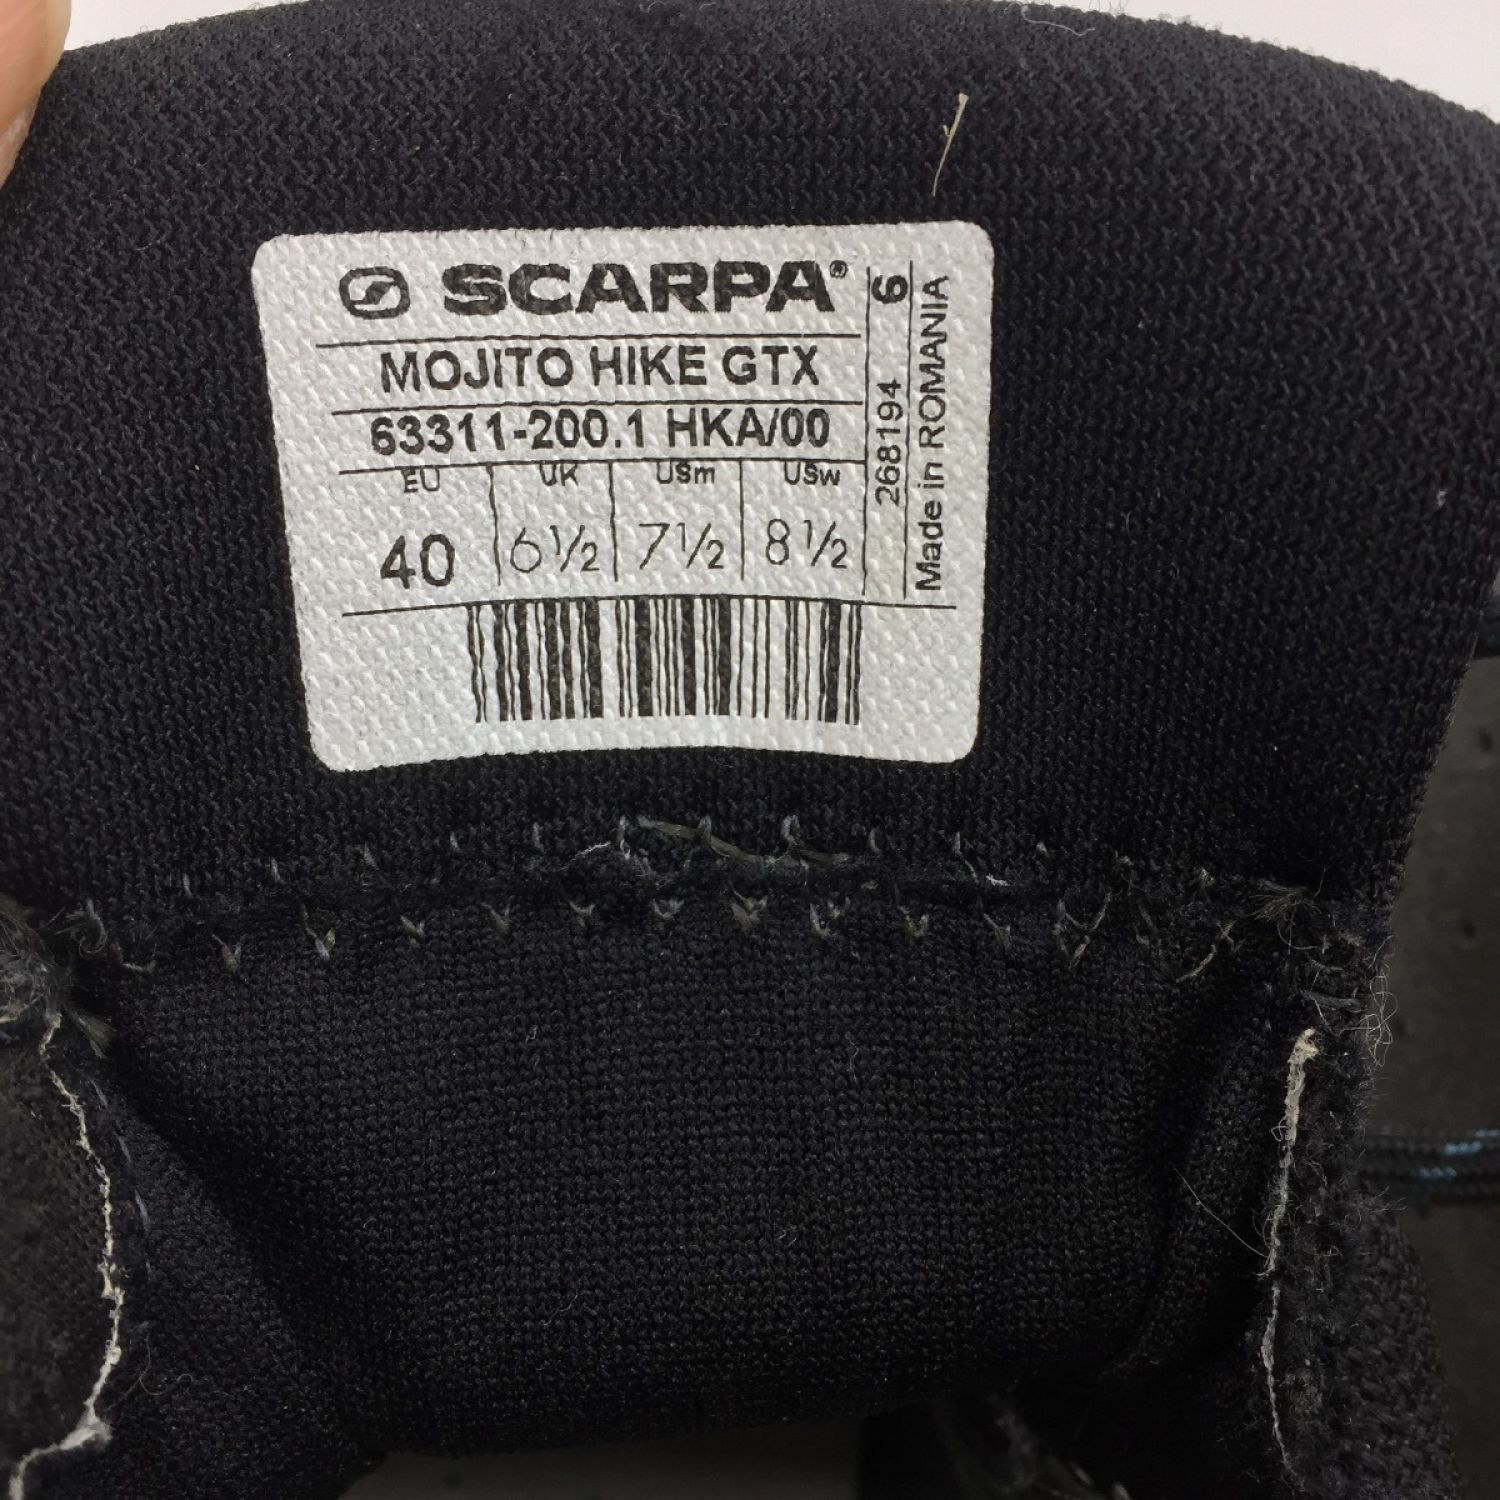 SCARPA®
MOJITO HIKE GTX
63311-200.1 HKA/00
EU UK USm USw
40 6½ 7½ 8½
268194 6
Made in ROMANIA